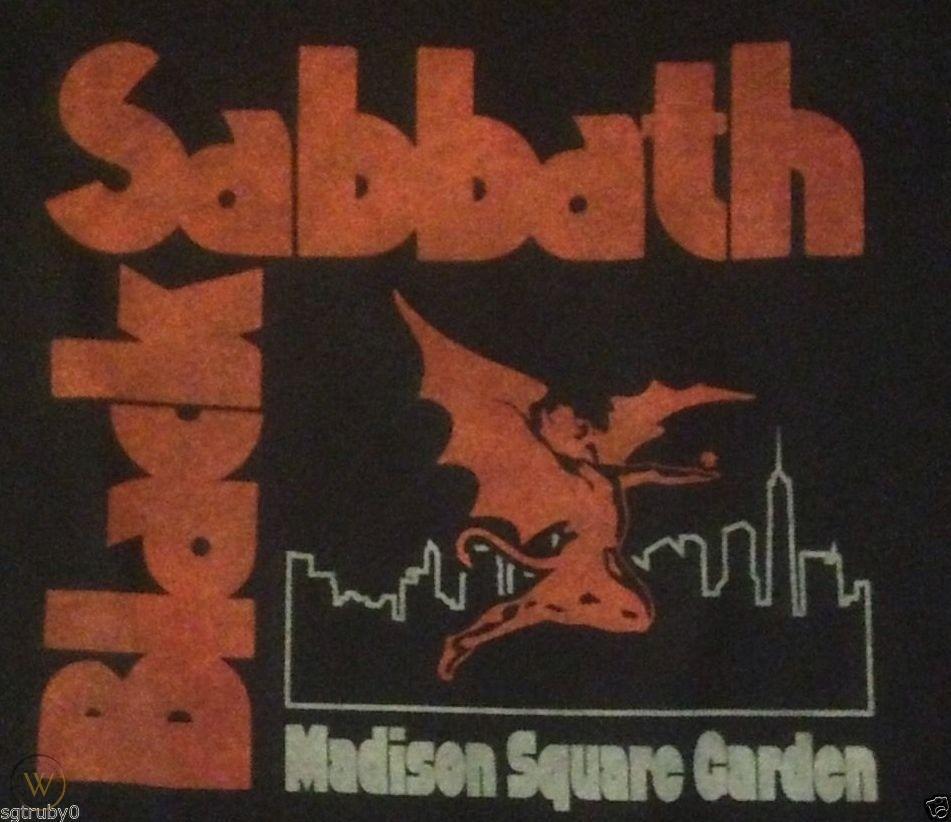 Sabbath
Black
Madison Square Garden
W
sgtruby0